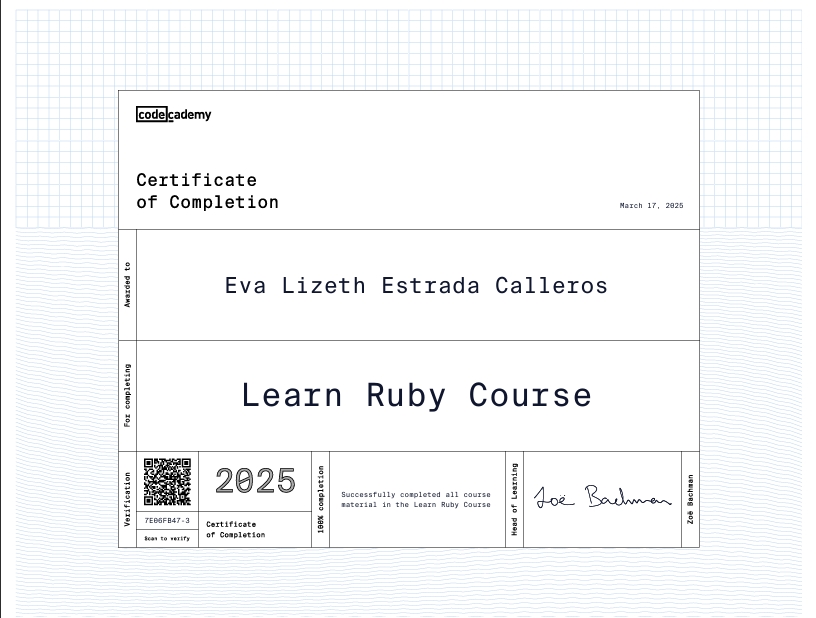 codecademy
Certificate
of Completion
March 17, 2025
Awarded to
Eva Lizeth Estrada Calleros
For completing
Learn Ruby Course
Verification
7E06FB47-3
Scan to verify
2025
Certificate
of Completion
100% completion
Successfully completed all course
material in the Learn Ruby Course
Head of Learning
Zoë Bachman
Zoë Bachman